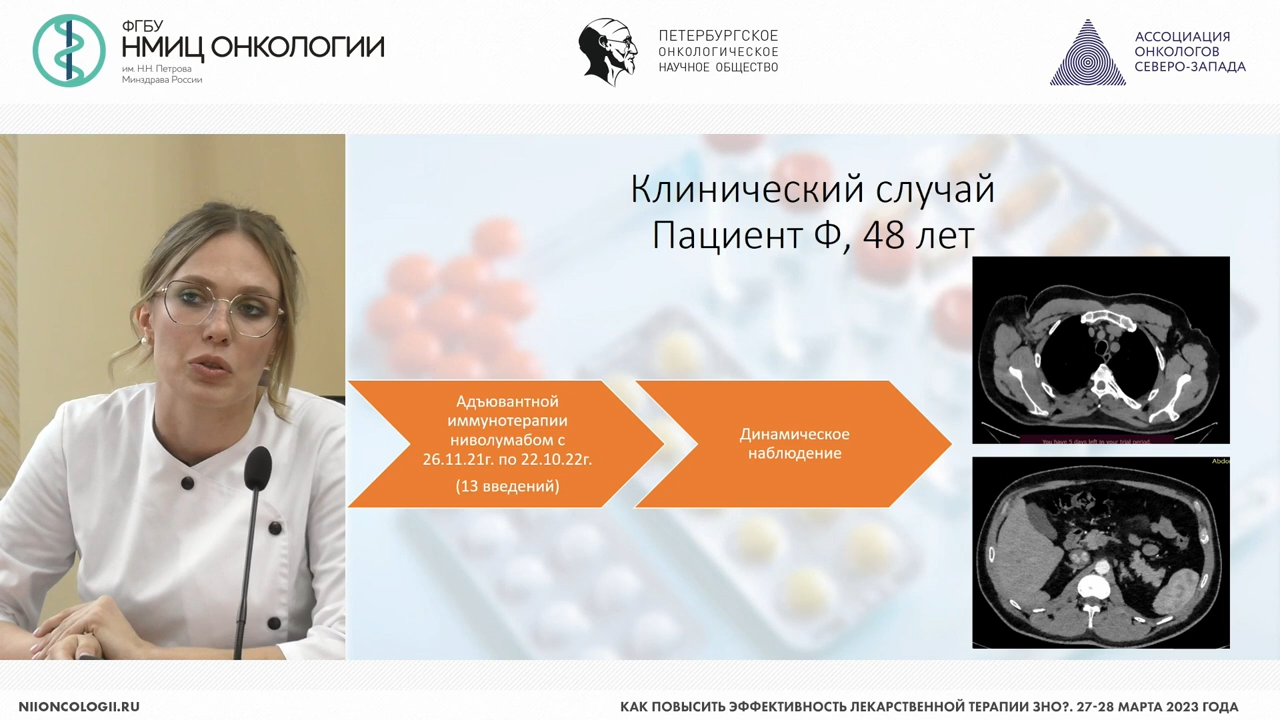 ФГБУ
НМИЦ ОНКОЛОГИИ
им. Н.Н. Петрова
Минздрава России
ПЕТЕРБУРГСКОЕ
ОНКОЛОГИЧЕСКОЕ
НАУЧНОЕ ОБЩЕСТВО
АССОЦИАЦИЯ
ОНКОЛОГОВ
СЕВЕРО-ЗАПАДА
Клинический случай
Пациент Ф, 48 лет
Адъювантной
иммунотерапии
ниволумабом с
26.11.21г. по 22.10.22г.
(13 введений)
Динамическое
наблюдение
You have 5 days left in your trial period
Abdo
NIIONCOLOGII.RU
КАК ПОВЫСИТЬ ЭФФЕКТИВНОСТЬ ЛЕКАРСТВЕННОЙ ТЕРАПИИ ЗНО?. 27-28 МАРТА 2023 ГОДА